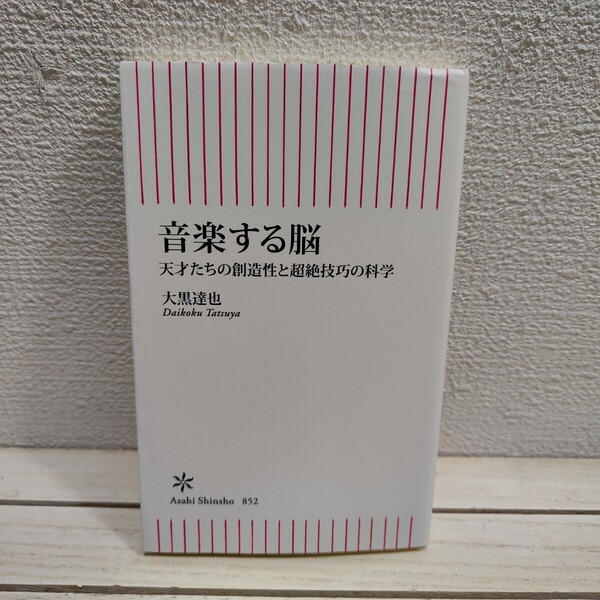 音楽する脳
天才たちの創造性と超絶技巧の科学
大黒達也
Daikoku Tatsuya
Asahi Shinsho 852